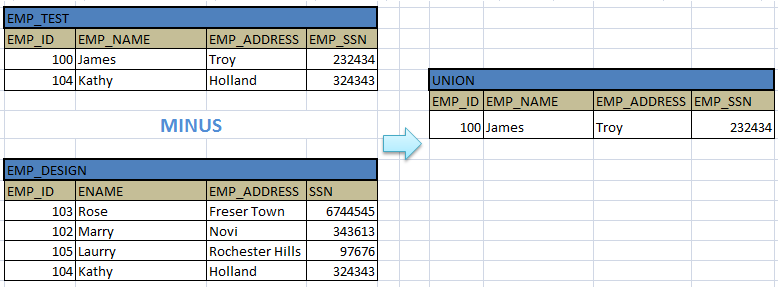 EMP_TEST
EMP_ID EMP_NAME EMP_ADDRESS EMP_SSN
100 James Troy 232434
104 Kathy Holland 324343
MINUS
EMP_DESIGN
EMP_ID ENAME EMP_ADDRESS SSN
103 Rose Freser Town 6744545
102 Marry Novi 343613
105 Laurry Rochester Hills 97676
104 Kathy Holland 324343
UNION
EMP_ID EMP_NAME EMP_ADDRESS EMP_SSN
100 James Troy 232434